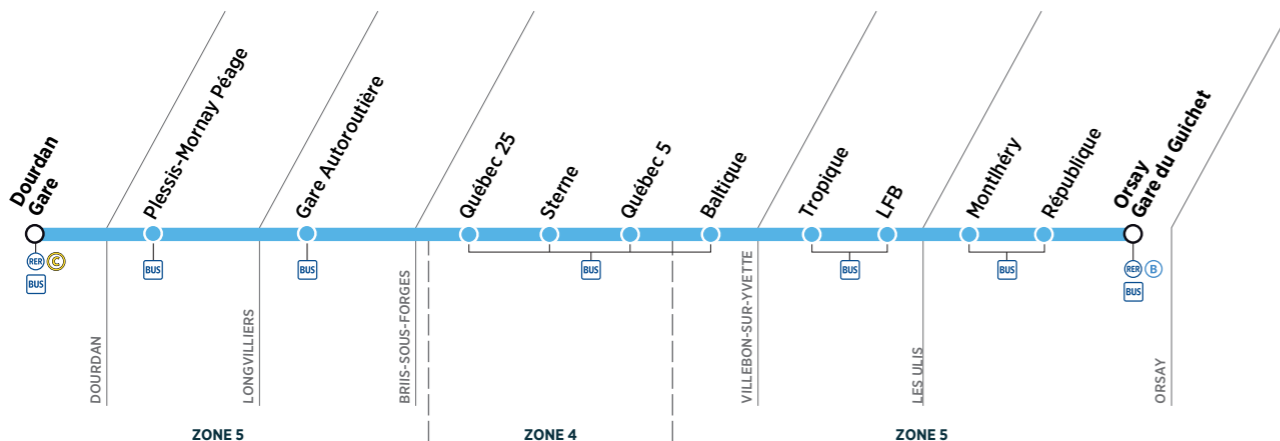 Dourdan
Gare
Plessis-Mornay Péage
Gare Autoroutière
Québec 25
Sterne
Québec 5
Baltique
Tropique
LFB
Montlhéry
République
Orsay
Gare du Guichet
RER C
BUS
BUS
BUS
BUS
BUS
BUS
RER B
BUS
DOURDAN
LONGVILLIERS
BRIIS-SOUS-FORGES
VILLEBON-SUR-YVETTE
LES ULIS
ORSAY
ZONE 5
ZONE 4
ZONE 5